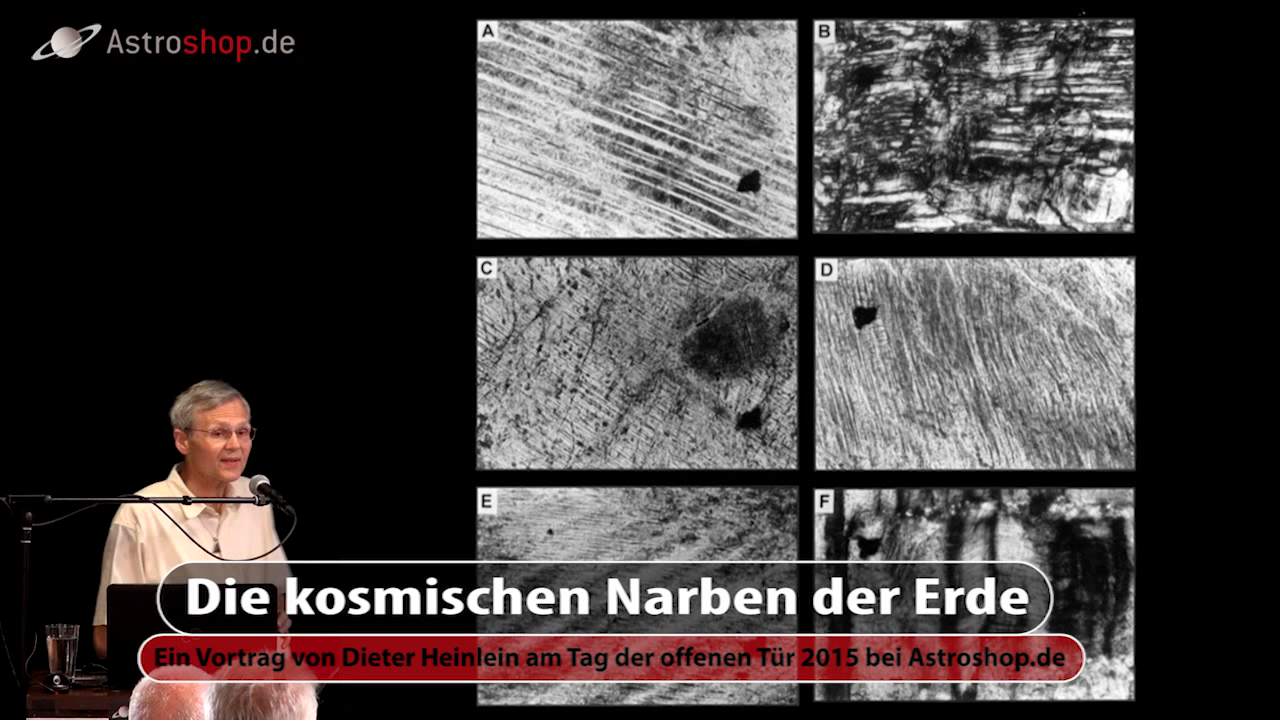 Astroshop.de
A
B
C
D
E
F
Die kosmischen Narben der Erde
Ein Vortrag von Dieter Heinlein am Tag der offenen Tür 2015 bei Astroshop.de